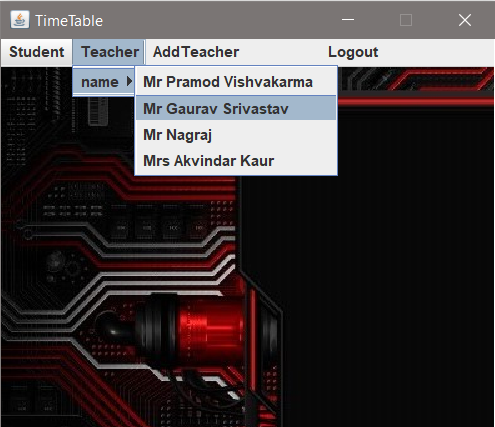 TimeTable
Student Teacher AddTeacher Logout
name Mr Pramod Vishvakarma
Mr Gaurav Srivastav
Mr Nagraj
Mrs Akvindar Kaur